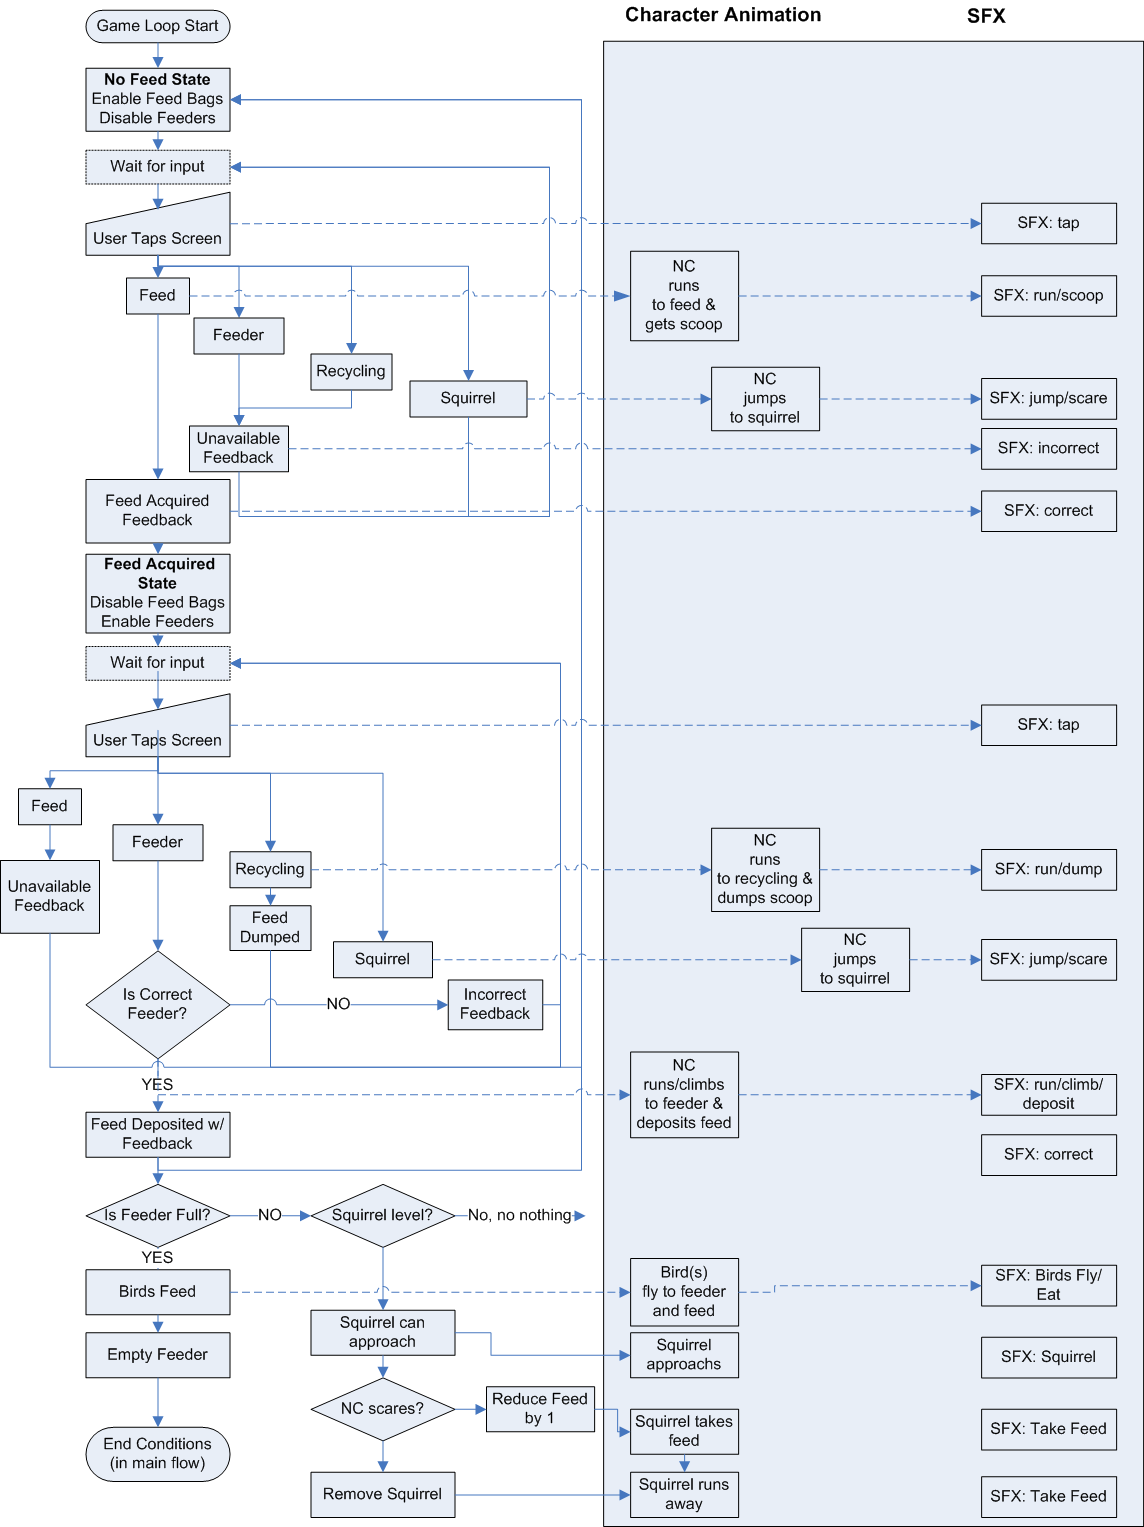 Character Animation
SFX
Game Loop Start
No Feed State
Enable Feed Bags
Disable Feeders
Wait for input
User Taps Screen
SFX: tap
Feed
NC
runs
to feed &
gets scoop
SFX: run/scoop
Feeder
Recycling
Squirrel
NC
jumps
to squirrel
SFX: jump/scare
Unavailable
Feedback
SFX: incorrect
Feed Acquired
Feedback
SFX: correct
Feed Acquired
State
Disable Feed Bags
Enable Feeders
Wait for input
User Taps Screen
SFX: tap
Feed
Feeder
Unavailable
Feedback
Recycling
NC
runs
to recycling &
dumps scoop
SFX: run/dump
Feed
Dumped
Squirrel
NC
jumps
to squirrel
SFX: jump/scare
Is Correct
Feeder?
NO
Incorrect
Feedback
YES
NC
runs/climbs
to feeder &
deposits feed
SFX: run/climb/
deposit
Feed Deposited w/
Feedback
SFX: correct
Is Feeder Full?
NO
Squirrel level?
No, no nothing
YES
Birds Feed
Bird(s)
fly to feeder
and feed
SFX: Birds Fly/
Eat
Empty Feeder
Squirrel can
approach
Squirrel
approaches
SFX: Squirrel
NC scares?
Reduce Feed
by 1
Squirrel takes
feed
SFX: Take Feed
End Conditions
(in main flow)
Remove Squirrel
Squirrel runs
away
SFX: Take Feed